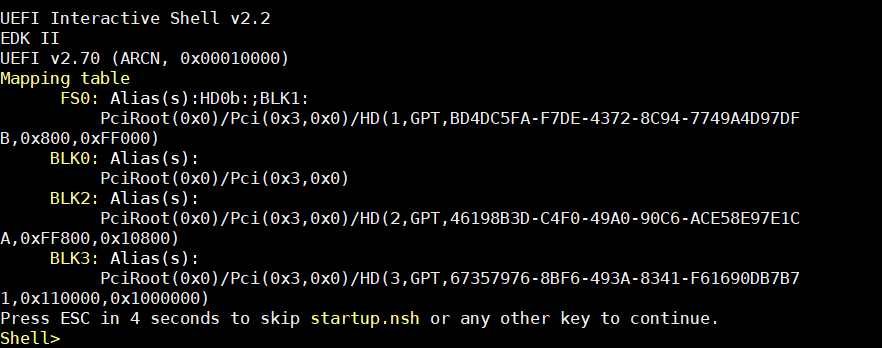 UEFI Interactive Shell v2.2
EDK II
UEFI v2.70 (ARCN, 0x00010000)
Mapping table
FS0: Alias(s):HD0b:;BLK1:
PciRoot(0x0)/Pci(0x3,0x0)/HD(1,GPT,BD4DC5FA-F7DE-4372-8C94-7749A4D97DF
B,0x800,0xFF000)
BLK0: Alias(s):
PciRoot(0x0)/Pci(0x3,0x0)
BLK2: Alias(s):
PciRoot(0x0)/Pci(0x3,0x0)/HD(2,GPT,46198B3D-C4F0-49A0-90C6-ACE58E97E1C
A,0xFF800,0x10800)
BLK3: Alias(s):
PciRoot(0x0)/Pci(0x3,0x0)/HD(3,GPT,67357976-8BF6-493A-8341-F61690DB7B7
1,0x110000,0x1000000)
Press ESC in 4 seconds to skip startup.nsh or any other key to continue.
Shell>